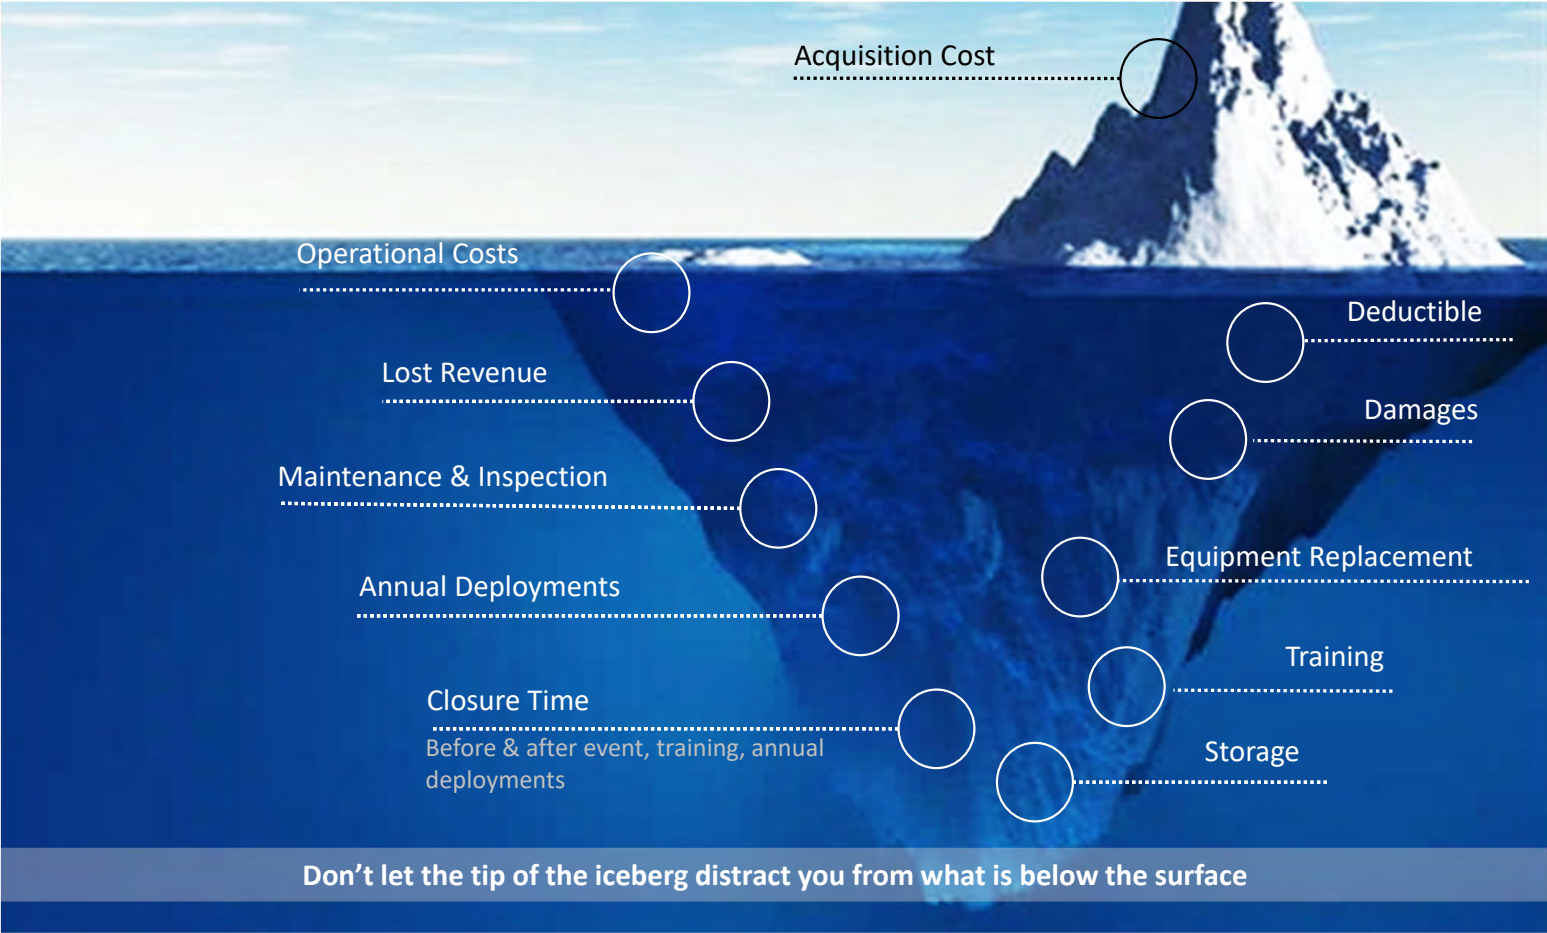 Acquisition Cost
Operational Costs
Deductible
Lost Revenue
Damages
Maintenance & Inspection
Equipment Replacement
Annual Deployments
Training
Closure Time
Before & after event, training, annual
deployments
Storage
Don’t let the tip of the iceberg distract you from what is below the surface